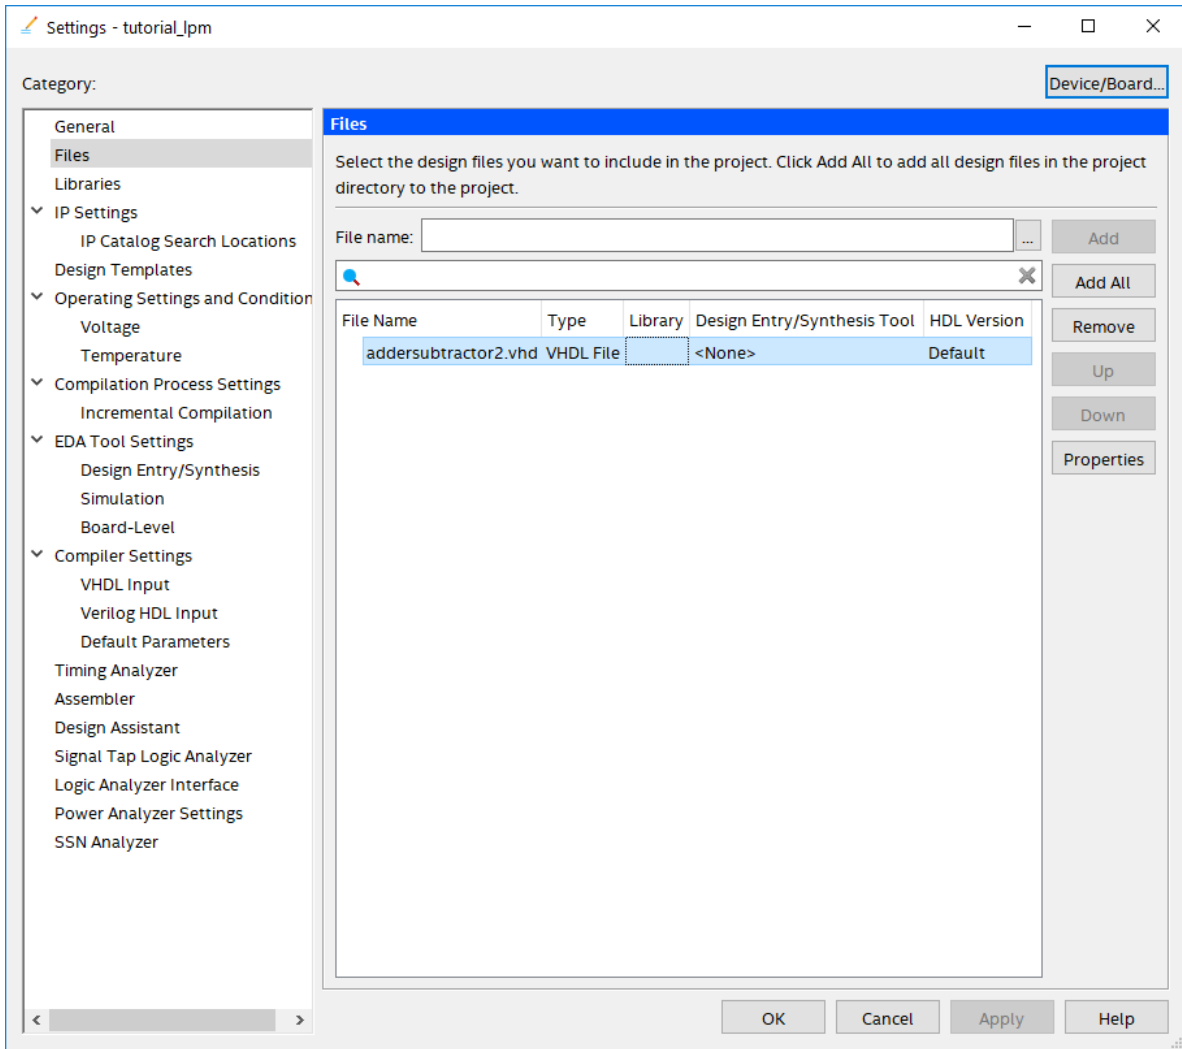 Settings - tutorial_lpm
Category:
Device/Board...
General
Files
Libraries
IP Settings
IP Catalog Search Locations
Design Templates
Operating Settings and Condition
Voltage
Temperature
Compilation Process Settings
Incremental Compilation
EDA Tool Settings
Design Entry/Synthesis
Simulation
Board-Level
Compiler Settings
VHDL Input
Verilog HDL Input
Default Parameters
Timing Analyzer
Assembler
Design Assistant
Signal Tap Logic Analyzer
Logic Analyzer Interface
Power Analyzer Settings
SSN Analyzer
Files
Select the design files you want to include in the project. Click Add All to add all design files in the project
directory to the project.
File name: ... Add
Add All
File Name Type Library Design Entry/Synthesis Tool HDL Version
addersubtractor2.vhd VHDL File <None> Default
Remove
Up
Down
Properties
OK Cancel Apply Help